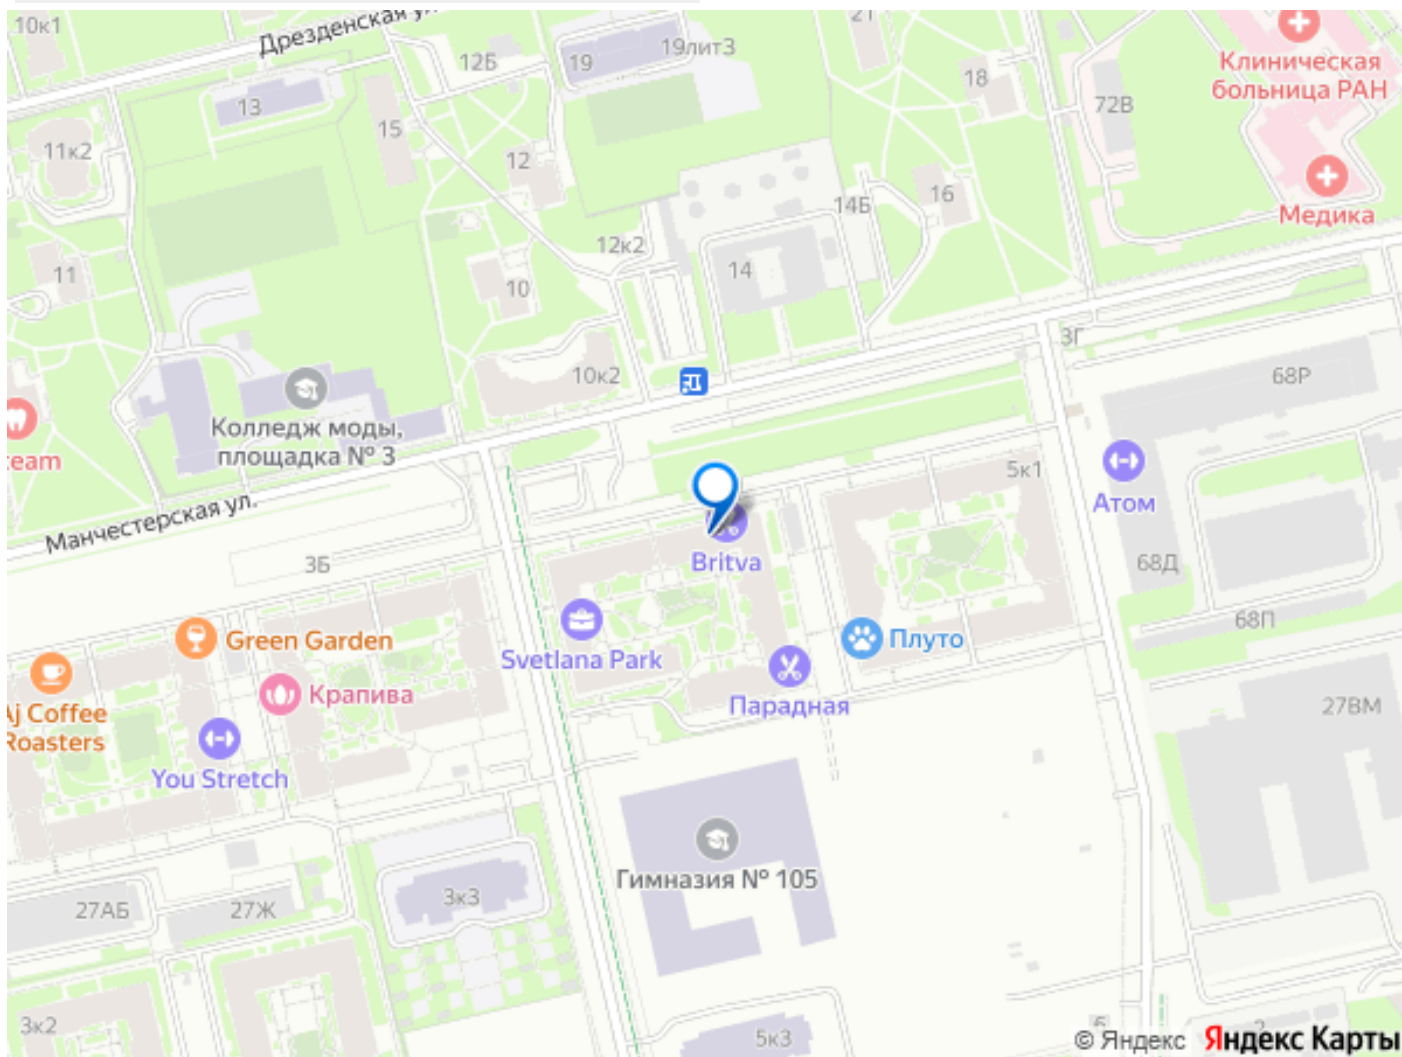 10к1
Дрезденская ул.
12Б
19
19литЗ
21
18
Клиническая
больница РАН
72В
13
15
11к2
12
16
14Б
Медика
12к2
14
11
10
3Г
10к2
68Р
Колледж моды,
площадка № 3
team
5к1
Атом
Манчестерская ул.
3Б
Britva
68Д
68П
Green Garden
Svetlana Park
Плуто
Крапива
Парадная
27ВМ
Aj Coffee
Roasters
You Stretch
Гимназия № 105
3к3
27АБ
27Ж
3к2
5к3
© Яндекс
Яндекс Карты